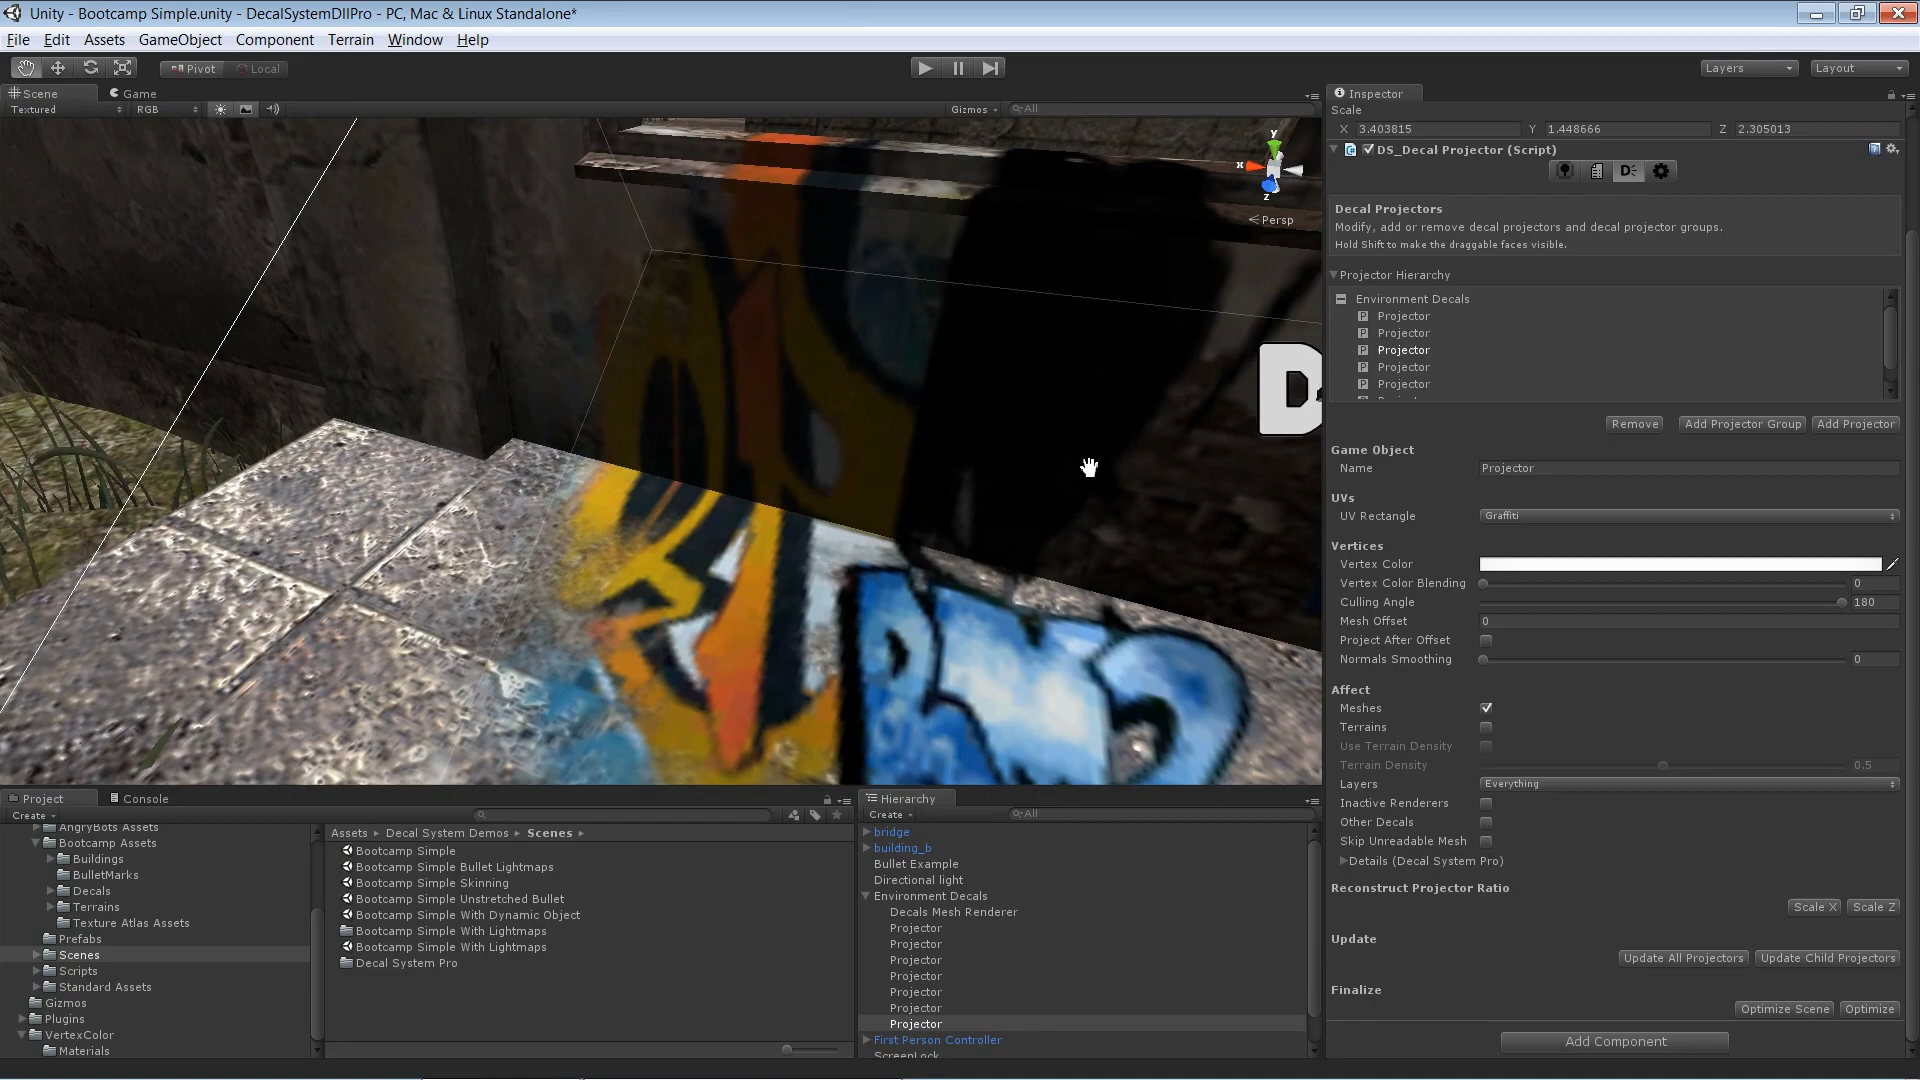 Unity - Bootcamp Simple.unity - DecalSystemDllPro - PC, Mac & Linux Standalone*
File Edit Assets GameObject Component Terrain Window Help
Pivot Local
Layers Layout
Scene Game
Textured RGB Gizmos All
y
x
z
Persp
D
Inspector
Scale
X 3.403815 Y 1.448666 Z 2.305013
DS_Decal Projector (Script)
D
Decal Projectors
Modify, add or remove decal projectors and decal projector groups.
Hold Shift to make the draggable faces visible.
Projector Hierarchy
Environment Decals
P Projector
P Projector
P Projector
P Projector
P Projector
Remove Add Projector Group Add Projector
Game Object
Name Projector
UVs
UV Rectangle Graffiti
Vertices
Vertex Color
Vertex Color Blending 0
Culling Angle 180
Mesh Offset 0
Project After Offset
Normals Smoothing 0
Affect
Meshes
Terrains
Use Terrain Density
Terrain Density 0.5
Layers Everything
Inactive Renderers
Other Decals
Skip Unreadable Mesh
Details (Decal System Pro)
Reconstruct Projector Ratio
Scale X Scale Z
Update
Update All Projectors Update Child Projectors
Finalize
Optimize Scene Optimize
Add Component
Project Console
Create
AngryBots Assets
Bootcamp Assets
Buildings
BulletMarks
Decals
Terrains
Texture Atlas Assets
Prefabs
Scenes
Scripts
Standard Assets
Gizmos
Plugins
VertexColor
Materials
Assets Decal System Demos Scenes
Bootcamp Simple
Bootcamp Simple Bullet Lightmaps
Bootcamp Simple Skinning
Bootcamp Simple Unstretched Bullet
Bootcamp Simple With Dynamic Object
Bootcamp Simple With Lightmaps
Bootcamp Simple With Lightmaps
Decal System Pro
Hierarchy
Create All
bridge
building_b
Bullet Example
Directional light
Environment Decals
Decals Mesh Renderer
Projector
Projector
Projector
Projector
Projector
Projector
Projector
First Person Controller
ScreenLock